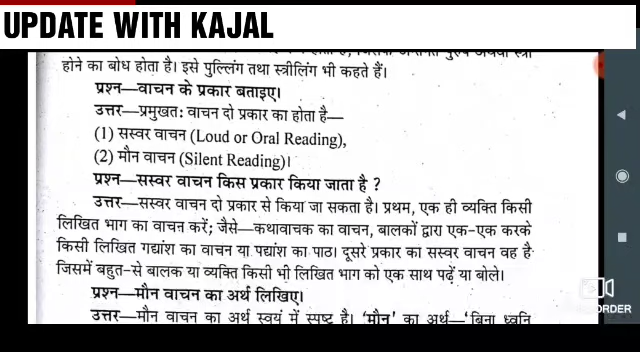 UPDATE WITH KAJAL
होने का बोध होता है। इसे पुल्लिंग तथा स्त्रीलिंग भी कहते हैं।
प्रश्न—वाचन के प्रकार बताइए।
उत्तर—प्रमुखतः वाचन दो प्रकार का होता है—
(1) सस्वर वाचन (Loud or Oral Reading),
(2) मौन वाचन (Silent Reading)।
प्रश्न—सस्वर वाचन किस प्रकार किया जाता है ?
उत्तर—सस्वर वाचन दो प्रकार से किया जा सकता है। प्रथम, एक ही व्यक्ति किसी
लिखित भाग का वाचन करें; जैसे—कथावाचक का वाचन, बालकों द्वारा एक-एक करके
किसी लिखित गद्यांश का वाचन या पद्यांश का पाठ। दूसरे प्रकार का सस्वर वाचन वह है
जिसमें बहुत-से बालक या व्यक्ति किसी भी लिखित भाग को एक साथ पढ़ें या बोले।
प्रश्न—मौन वाचन का अर्थ लिखिए।
उत्तर—मौन वाचन का अर्थ स्वयं में स्पष्ट है। ‘मौन’ का अर्थ—‘बिना ध्वनि